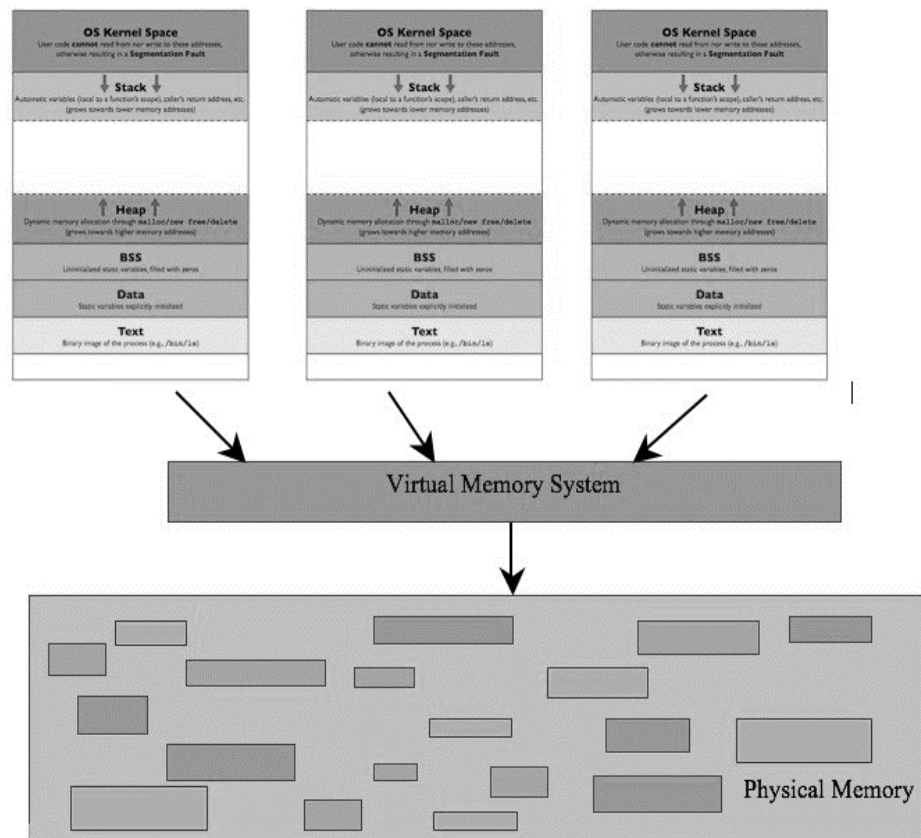 OS Kernel Space
User code cannot read from nor write to these addresses,
otherwise resulting in a Segmentation Fault
Stack
Automatic variables (local to a function's scope), caller's return address, etc.
(grows towards lower memory addresses)
Heap
Dynamic memory allocation through malloc/new free/delete
(grows towards higher memory addresses)
BSS
Uninitialized static variables, filled with zeros
Data
Static variables explicitly initialized
Text
Binary image of the process (e.g., /bin/ls)
OS Kernel Space
User code cannot read from nor write to these addresses,
otherwise resulting in a Segmentation Fault
Stack
Automatic variables (local to a function's scope), caller's return address, etc.
(grows towards lower memory addresses)
Heap
Dynamic memory allocation through malloc/new free/delete
(grows towards higher memory addresses)
BSS
Uninitialized static variables, filled with zeros
Data
Static variables explicitly initialized
Text
Binary image of the process (e.g., /bin/ls)
OS Kernel Space
User code cannot read from nor write to these addresses,
otherwise resulting in a Segmentation Fault
Stack
Automatic variables (local to a function's scope), caller's return address, etc.
(grows towards lower memory addresses)
Heap
Dynamic memory allocation through malloc/new free/delete
(grows towards higher memory addresses)
BSS
Uninitialized static variables, filled with zeros
Data
Static variables explicitly initialized
Text
Binary image of the process (e.g., /bin/ls)
Virtual Memory System
Physical Memory